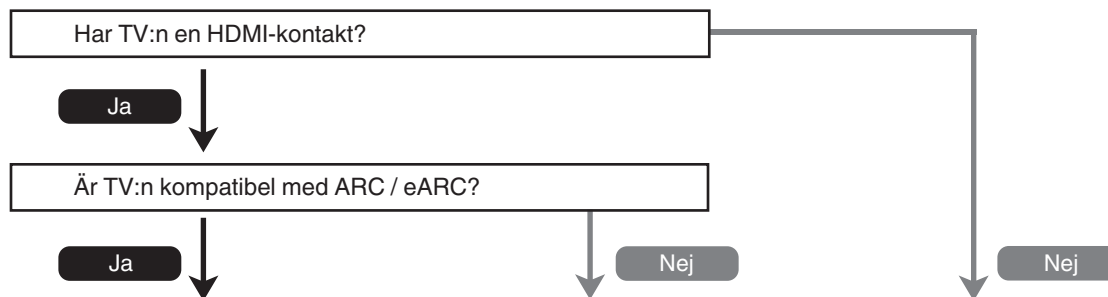 Har TV:n en HDMI-kontakt?
Ja
Är TV:n kompatibel med ARC / eARC?
Ja
Nej
Nej